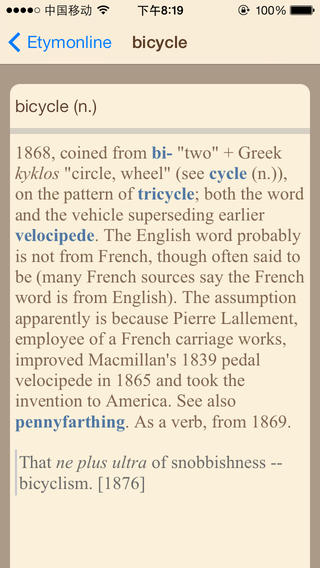 中国移动 下午8:19 100%
Etymonline bicycle
bicycle (n.)
1868, coined from bi- "two" + Greek
kyklos "circle, wheel" (see cycle (n.)),
on the pattern of tricycle; both the word
and the vehicle superseding earlier
velocipede. The English word probably
is not from French, though often said to
be (many French sources say the French
word is from English). The assumption
apparently is because Pierre Lallement,
employee of a French carriage works,
improved Macmillan's 1839 pedal
velocipede in 1865 and took the
invention to America. See also
pennyfarthing. As a verb, from 1869.
That ne plus ultra of snobbishness --
bicyclism. [1876]